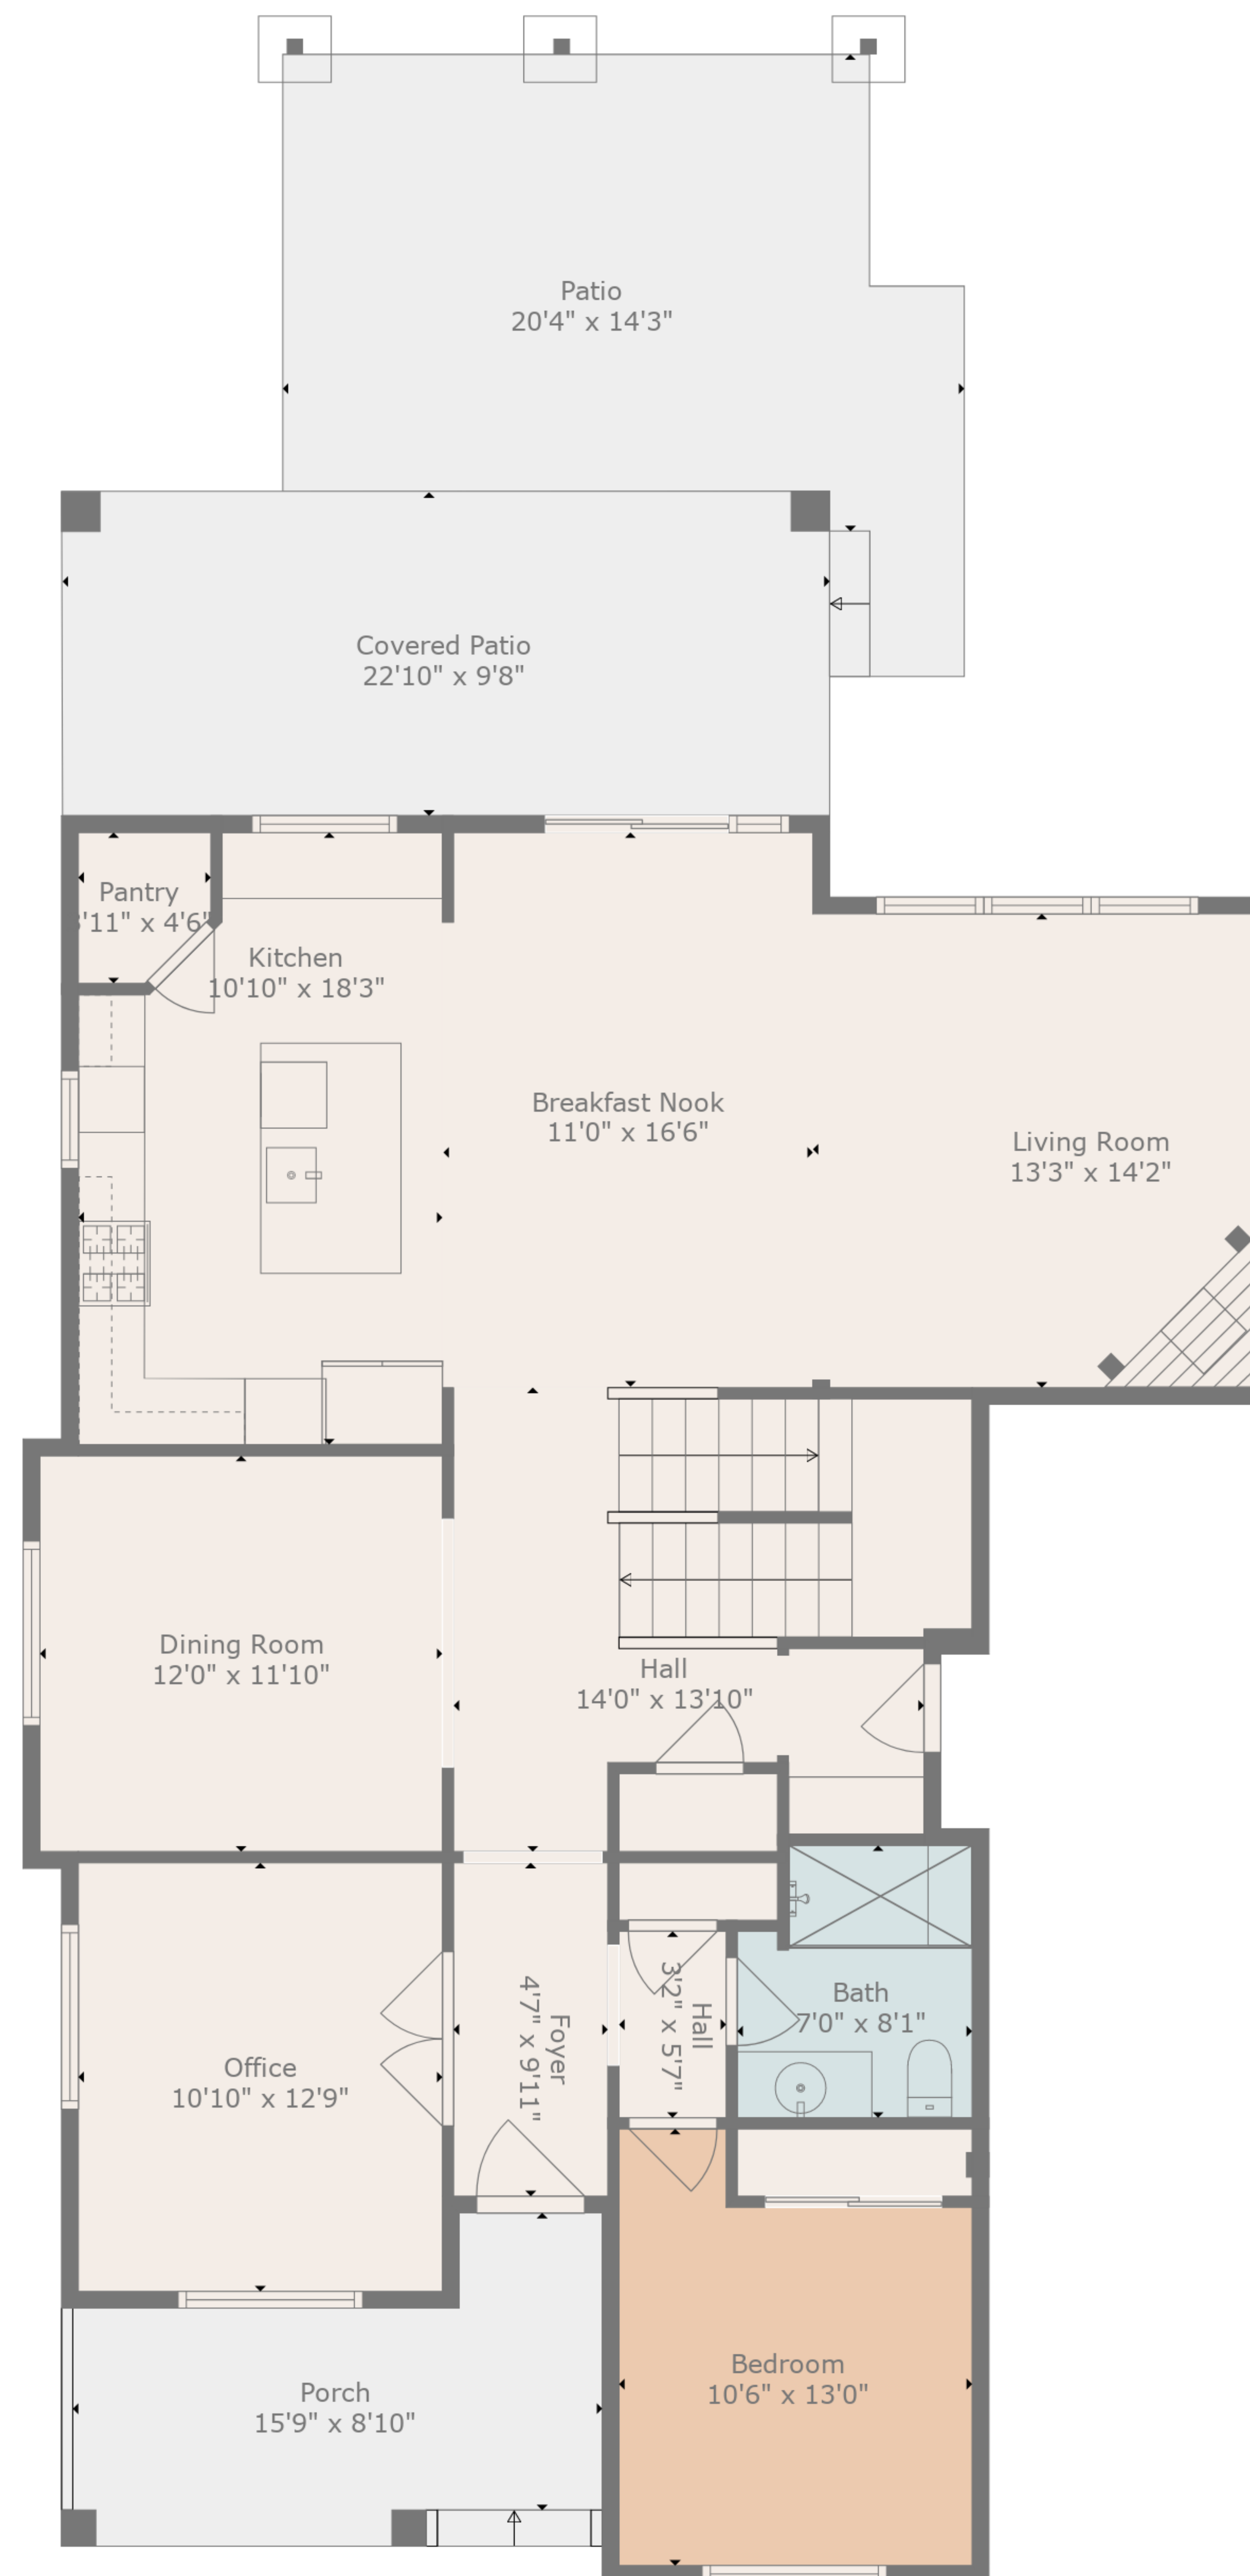 Patio
20'4" x 14'3"
Covered Patio
22'10" x 9'8"
Pantry
'11" x 4'6"
Kitchen
10'10" x 18'3"
Breakfast Nook
11'0" x 16'6"
Living Room
13'3" x 14'2"
Dining Room
12'0" x 11'10"
Hall
14'0" x 13'10"
Foyer
4'7" x 9'11"
Hall
3'2" x 5'7"
Bath
7'0" x 8'1"
Office
10'10" x 12'9"
Bedroom
10'6" x 13'0"
Porch
15'9" x 8'10"